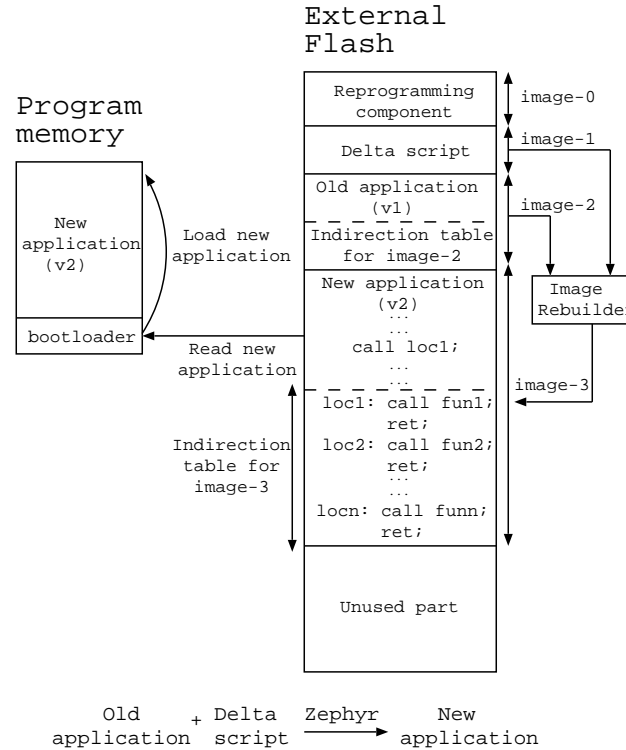 External
Flash
Program
memory
Reprogramming
component
image-0
Delta script
image-1
Old application
(v1)
Indirection table
for image-2
image-2
New
application
(v2)
Load new
application
bootloader
Read new
application
New application
(v2)
...
...
call loc1;
...
...
Image
Rebuilder
image-3
Indirection
table for
image-3
loc1: call fun1;
ret;
loc2: call fun2;
ret;
...
...
locn: call funn;
ret;
Unused part
Old
application
+
Delta
script
Zephyr
New
application